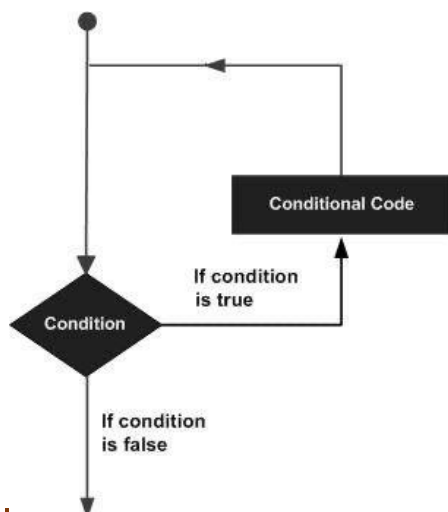 Conditional Code
If condition
is true
Condition
If condition
is false